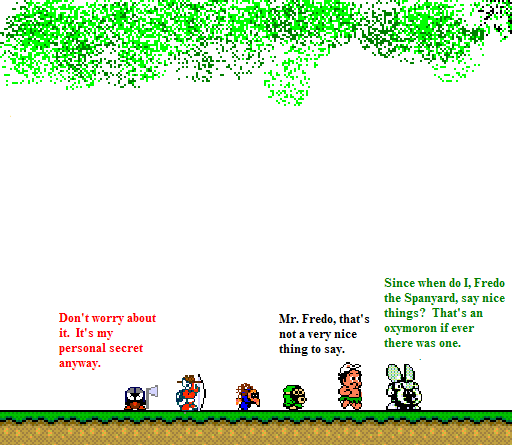 Don't worry about
it.  It's my
personal secret
anyway.
Mr. Fredo, that's
not a very nice
thing to say.
Since when do I, Fredo
the Spanyard, say nice
things?  That's an
oxymoron if ever
there was one.